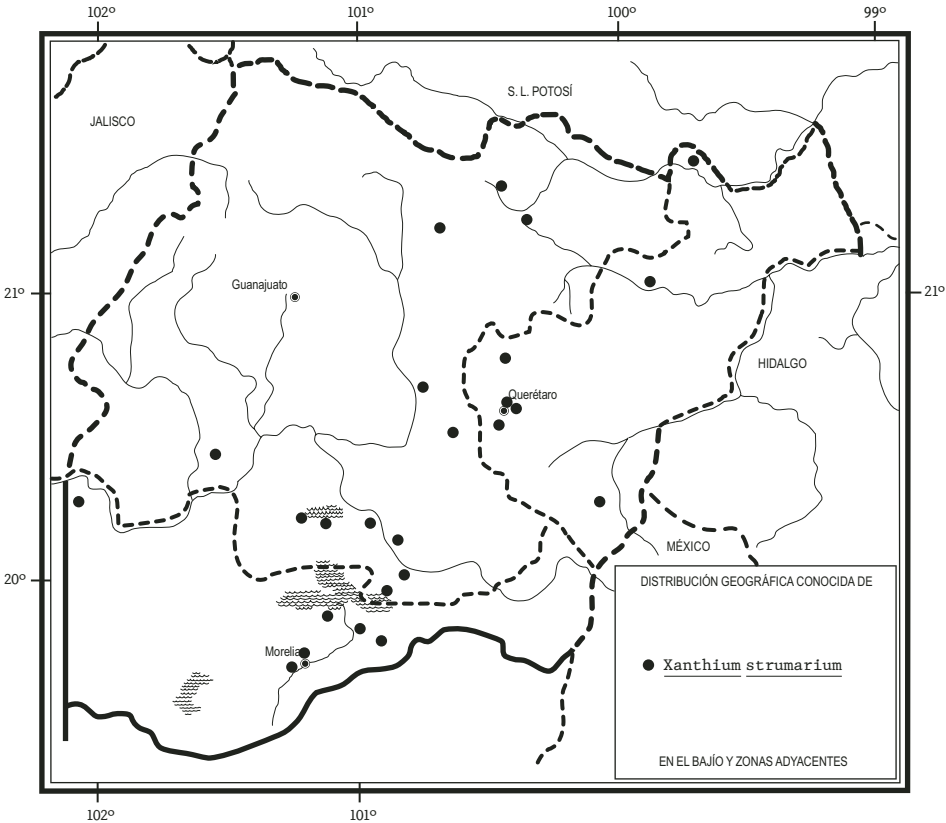 102º 101º 100º 99º
S. L. POTOSÍ
JALISCO
Guanajuato
21º 21º
HIDALGO
Querétaro
MÉXICO
20º
DISTRIBUCIÓN GEOGRÁFICA CONOCIDA DE
Morelia
Xanthium strumarium
EN EL BAJÍO Y ZONAS ADYACENTES
102º 101º